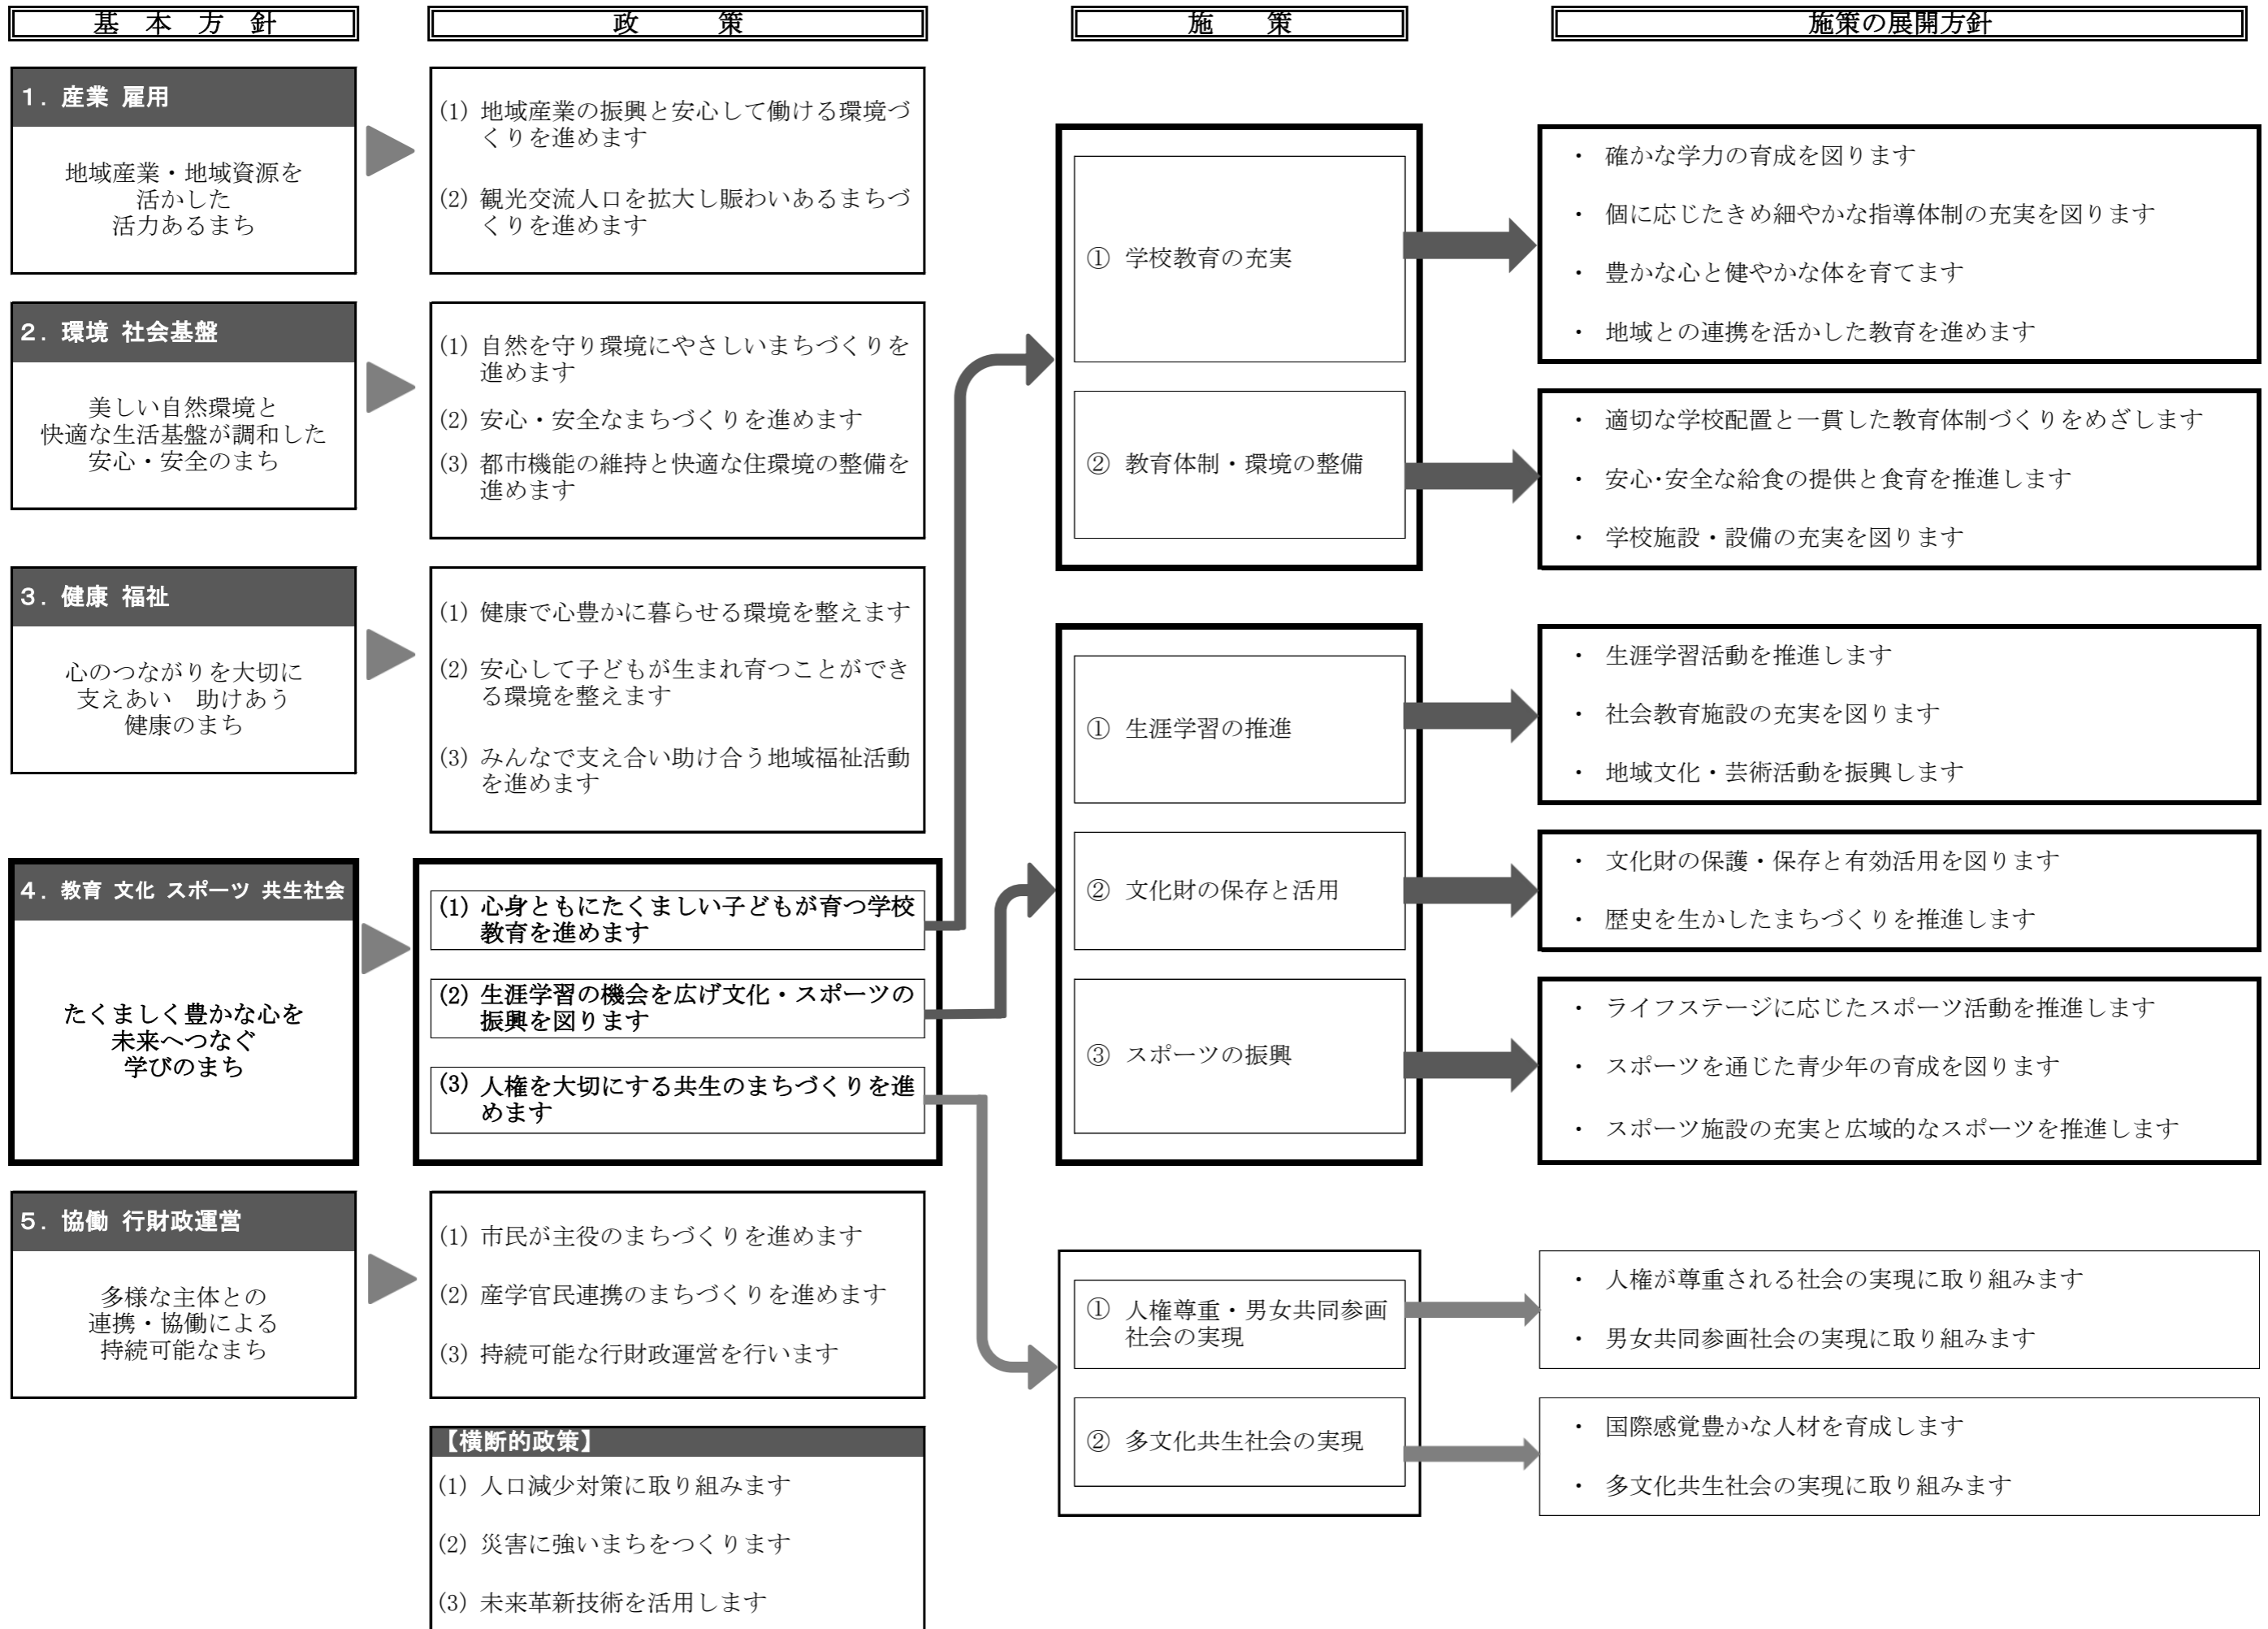 基 本 方 針
政 策
施 策
施策の展開方針
1. 産業 雇用
地域産業・地域資源を
活かした
活力あるまち
(1) 地域産業の振興と安心して働ける環境づ
くりを進めます
(2) 観光交流人口を拡大し賑わいあるまちづ
くりを進めます
2. 環境 社会基盤
美しい自然環境と
快適な生活基盤が調和した
安心・安全のまち
(1) 自然を守り環境にやさしいまちづくりを
進めます
(2) 安心・安全なまちづくりを進めます
(3) 都市機能の維持と快適な住環境の整備を
進めます
3. 健康 福祉
心のつながりを大切に
支えあい 助けあう
健康のまち
(1) 健康で心豊かに暮らせる環境を整えます
(2) 安心して子どもが生まれ育つことができ
る環境を整えます
(3) みんなで支え合い助け合う地域福祉活動
を進めます
4. 教育 文化 スポーツ 共生社会
たくましく豊かな心を
未来へつなぐ
学びのまち
(1) 心身ともにたくましい子どもが育つ学校
教育を進めます
(2) 生涯学習の機会を広げ文化・スポーツの
振興を図ります
(3) 人権を大切にする共生のまちづくりを進
めます
5. 協働 行財政運営
多様な主体との
連携・協働による
持続可能なまち
(1) 市民が主役のまちづくりを進めます
(2) 産学官民連携のまちづくりを進めます
(3) 持続可能な行財政運営を行います
【横断的政策】
(1) 人口減少対策に取り組みます
(2) 災害に強いまちをつくります
(3) 未来革新技術を活用します
① 学校教育の充実
・ 確かな学力の育成を図ります
・ 個に応じたきめ細やかな指導体制の充実を図ります
・ 豊かな心と健やかな体を育てます
・ 地域との連携を活かした教育を進めます
② 教育体制・環境の整備
・ 適切な学校配置と一貫した教育体制づくりをめざします
・ 安心・安全な給食の提供と食育を推進します
・ 学校施設・設備の充実を図ります
① 生涯学習の推進
・ 生涯学習活動を推進します
・ 社会教育施設の充実を図ります
・ 地域文化・芸術活動を振興します
② 文化財の保存と活用
・ 文化財の保護・保存と有効活用を図ります
・ 歴史を生かしたまちづくりを推進します
③ スポーツの振興
・ ライフステージに応じたスポーツ活動を推進します
・ スポーツを通じた青少年の育成を図ります
・ スポーツ施設の充実と広域的なスポーツを推進します
① 人権尊重・男女共同参画
社会の実現
・ 人権が尊重される社会の実現に取り組みます
・ 男女共同参画社会の実現に取り組みます
② 多文化共生社会の実現
・ 国際感覚豊かな人材を育成します
・ 多文化共生社会の実現に取り組みます